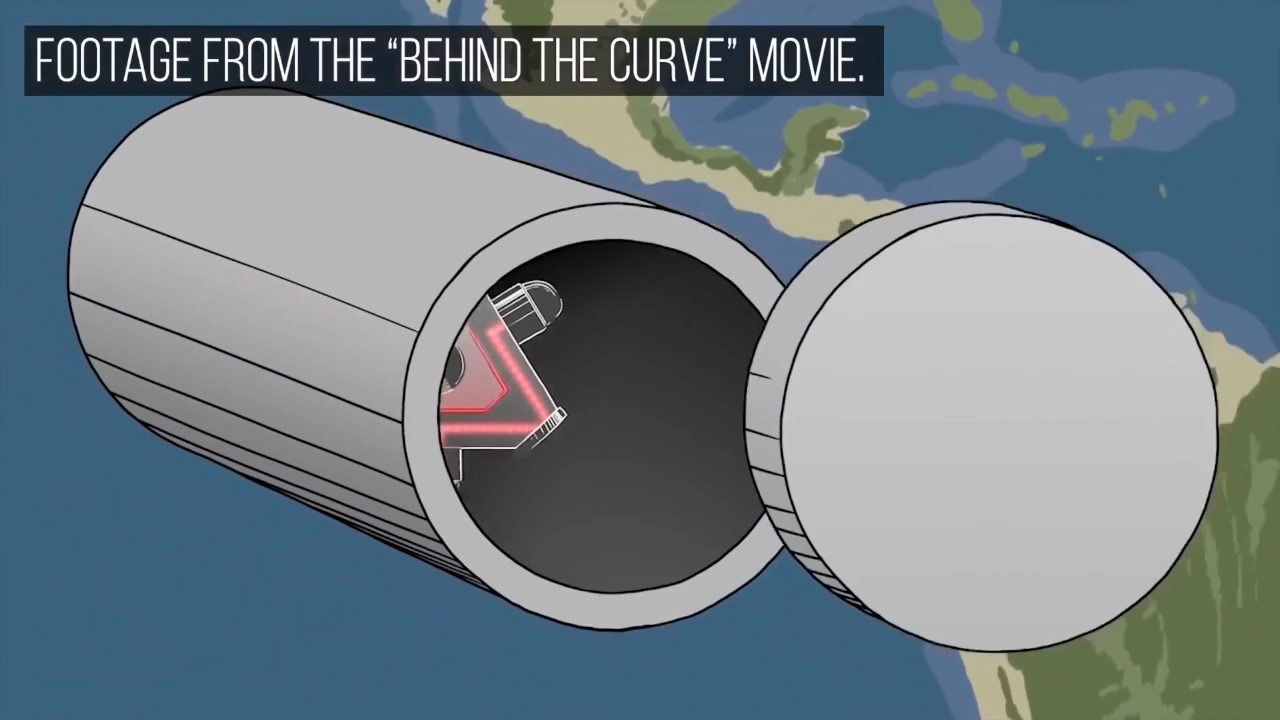 FOOTAGE FROM THE “BEHIND THE CURVE” MOVIE.